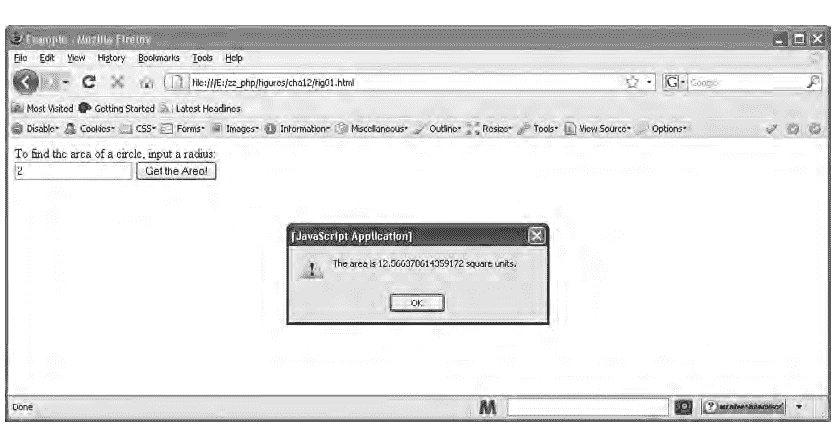 Example - Mozilla Firefox
File Edit View History Bookmarks Tools Help
file:///E:/zz_php/figures/cha12/fig01.html
G Google
Most Visited Getting Started Latest Headlines
Disable Cookies CSS Forms Images Information Miscellaneous Outline Resize Tools View Source Options
To find the area of a circle, input a radius:
2 Get the Area!
[JavaScript Application]
The area is 12.566370614359172 square units.
OK
Done